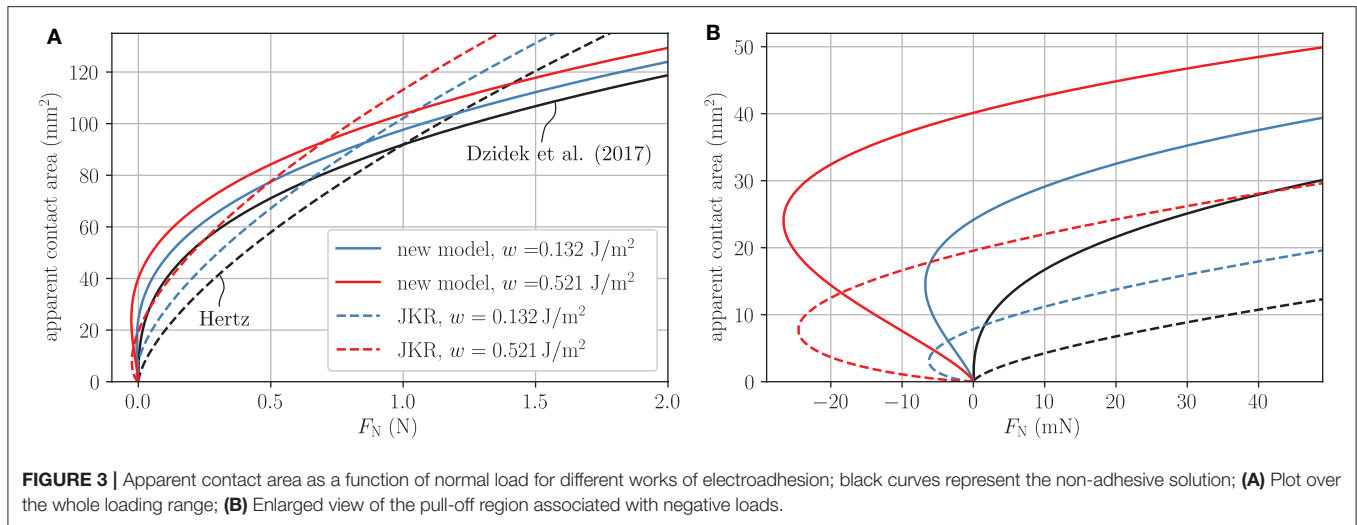 A
apparent contact area (mm²)
120
100
80
60
40
20
0
0.0
0.5
1.0
1.5
2.0
F_N (N)
Dzidek et al. (2017)
Hertz
new model, w =0.132 J/m²
new model, w =0.521 J/m²
JKR, w = 0.132 J/m²
JKR, w = 0.521 J/m²
B
apparent contact area (mm²)
50
40
30
20
10
0
−20
−10
0
10
20
30
40
F_N (mN)
FIGURE 3 | Apparent contact area as a function of normal load for different works of electroadhesion; black curves represent the non-adhesive solution; (A) Plot over
the whole loading range; (B) Enlarged view of the pull-off region associated with negative loads.